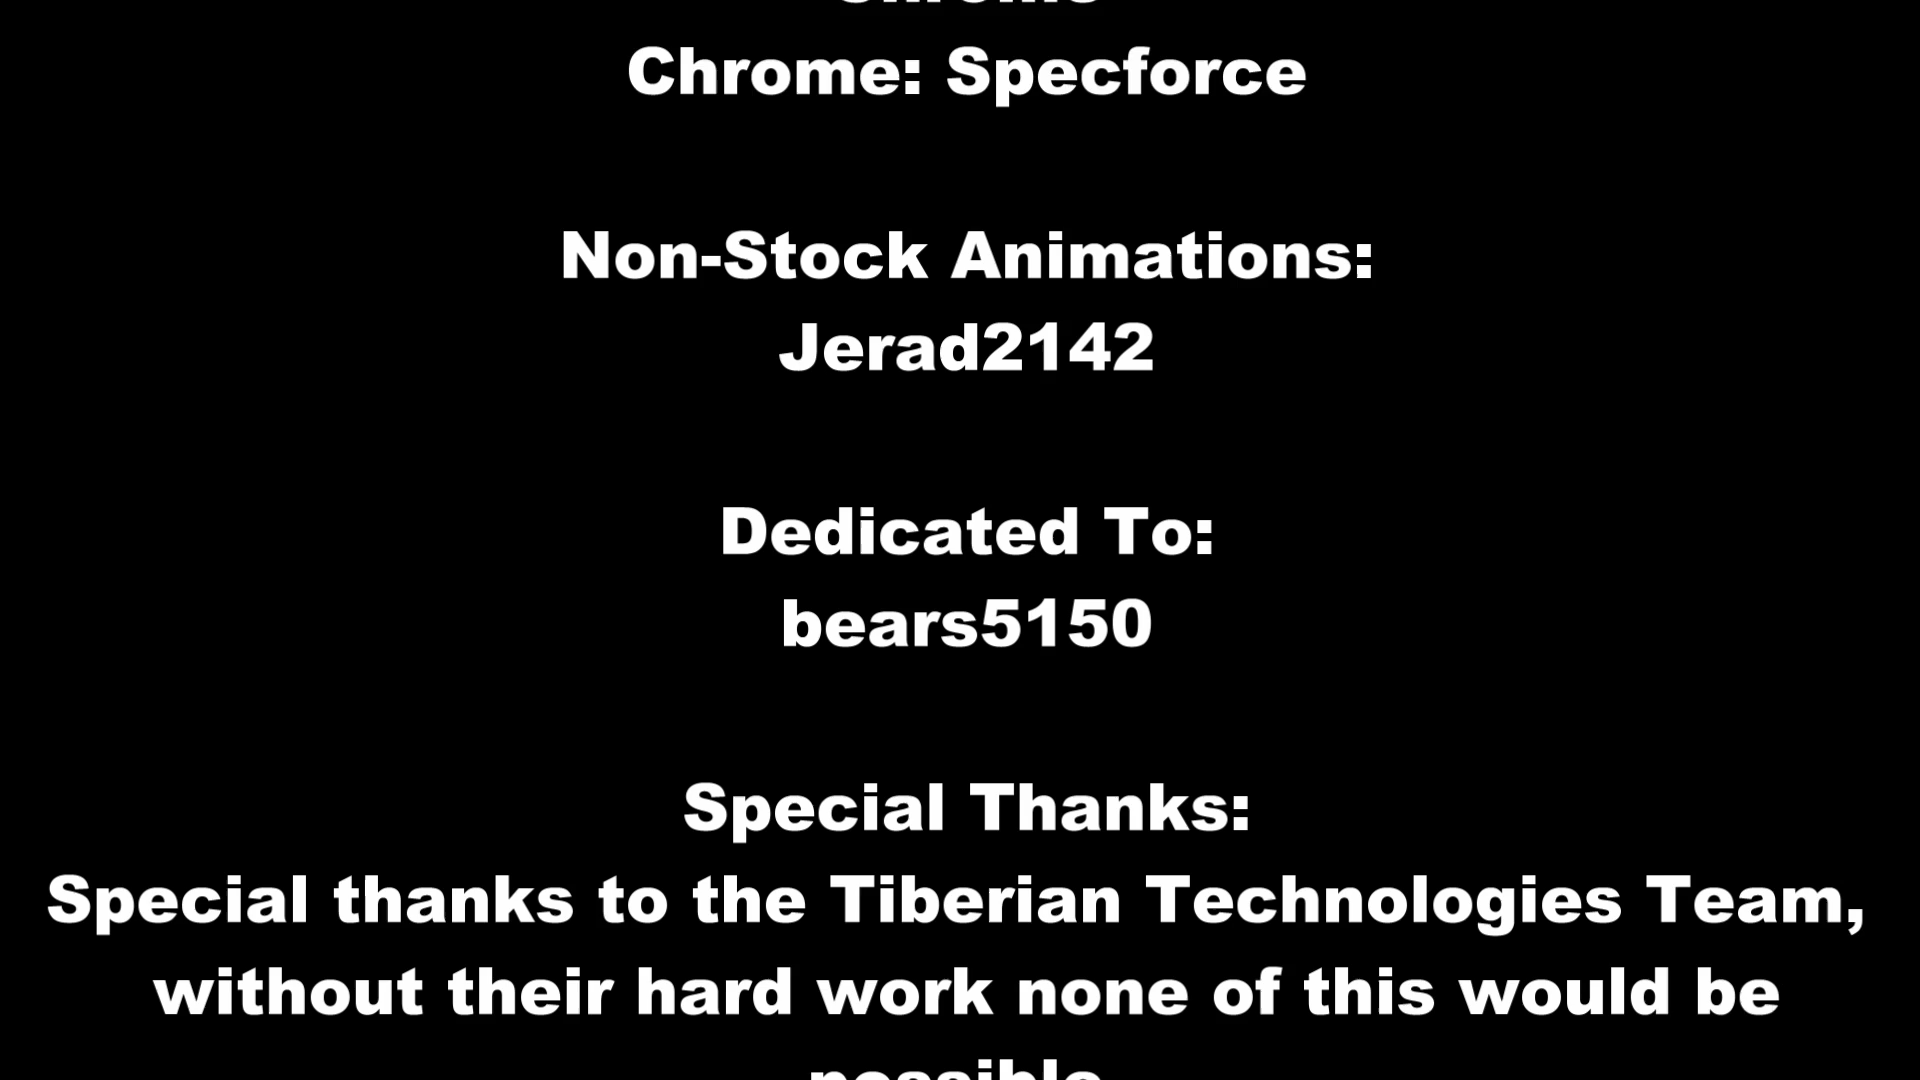 Chrome: Specforce
Non-Stock Animations:
Jerad2142
Dedicated To:
bears5150
Special Thanks:
Special thanks to the Tiberian Technologies Team,
without their hard work none of this would be
possible